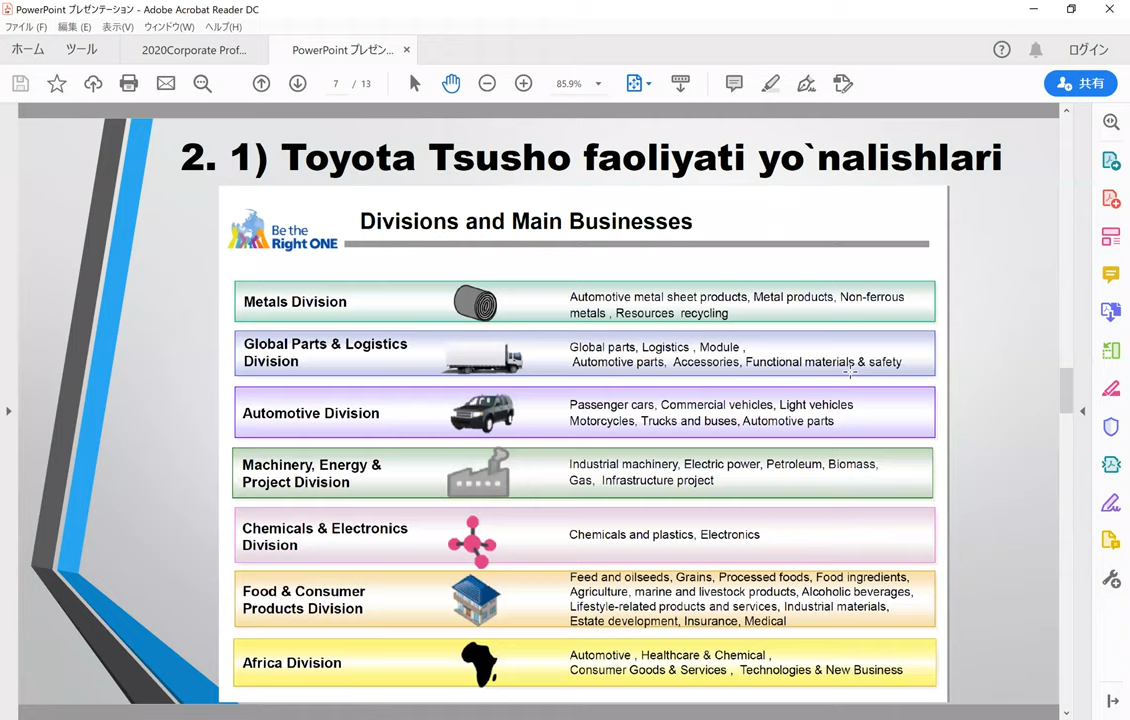 PowerPoint プレゼンテーション - Adobe Acrobat Reader DC
ファイル (F) 編集 (E) 表示(V) ウィンドウ(W) ヘルプ(H)
ホーム ツール 2020Corporate Prof... PowerPoint プレゼン... × ログイン
7 / 13 85.9% 共有
2. 1) Toyota Tsusho faoliyati yo`nalishlari
Be the
Right ONE
Divisions and Main Businesses
Metals Division
Automotive metal sheet products, Metal products, Non-ferrous
metals , Resources recycling
Global Parts & Logistics
Division
Global parts, Logistics , Module ,
Automotive parts, Accessories, Functional materials & safety
Automotive Division
Passenger cars, Commercial vehicles, Light vehicles
Motorcycles, Trucks and buses, Automotive parts
Machinery, Energy &
Project Division
Industrial machinery, Electric power, Petroleum, Biomass,
Gas, Infrastructure project
Chemicals & Electronics
Division
Chemicals and plastics, Electronics
Food & Consumer
Products Division
Feed and oilseeds, Grains, Processed foods, Food ingredients,
Agriculture, marine and livestock products, Alcoholic beverages,
Lifestyle-related products and services, Industrial materials,
Estate development, Insurance, Medical
Africa Division
Automotive , Healthcare & Chemical ,
Consumer Goods & Services , Technologies & New Business